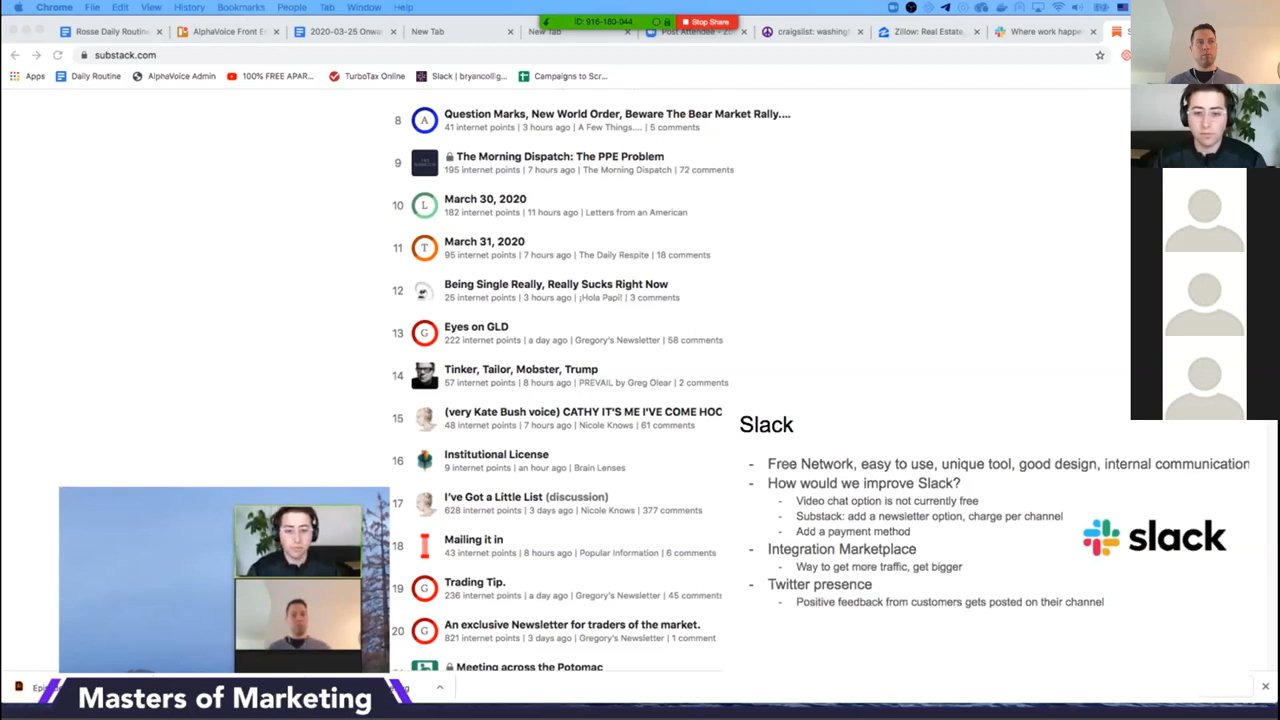 Chrome File Edit View History Bookmarks People Tab Window Help
ID: 916-180-044 Stop Share
Rosse Daily Routine AlphaVoice Front E 2020-03-25 Onwa New Tab New Tab Post Attendee - Zo craigslist: washing Zillow: Real Estate, Where work happe S
substack.com
Apps Daily Routine AlphaVoice Admin 100% FREE APAR... TurboTax Online Slack | bryancoll@g... Campaigns to Scr...
8 A Question Marks, New World Order, Beware The Bear Market Rally....
41 internet points | 3 hours ago | A Few Things.... | 5 comments
9 The Morning Dispatch: The PPE Problem
195 internet points | 7 hours ago | The Morning Dispatch | 72 comments
10 L March 30, 2020
182 internet points | 11 hours ago | Letters from an American
11 T March 31, 2020
95 internet points | 7 hours ago | The Daily Respite | 18 comments
12 Being Single Really, Really Sucks Right Now
25 internet points | 3 hours ago | ¡Hola Papi! | 3 comments
13 G Eyes on GLD
222 internet points | a day ago | Gregory's Newsletter | 58 comments
14 Tinker, Tailor, Mobster, Trump
57 internet points | 8 hours ago | PREVAIL by Greg Olear | 2 comments
15 (very Kate Bush voice) CATHY IT'S ME I'VE COME HOC
48 internet points | 7 hours ago | Nicole Knows | 61 comments
16 Institutional License
9 internet points | an hour ago | Brain Lenses
17 I've Got a Little List (discussion)
628 internet points | 3 days ago | Nicole Knows | 377 comments
18 Mailing it in
43 internet points | 8 hours ago | Popular Information | 6 comments
19 G Trading Tip.
236 internet points | a day ago | Gregory's Newsletter | 45 comments
20 G An exclusive Newsletter for traders of the market.
821 internet points | 3 days ago | Gregory's Newsletter | 1 comment
Meeting across the Potomac
Slack
- Free Network, easy to use, unique tool, good design, internal communication
- How would we improve Slack?
- Video chat option is not currently free
- Substack: add a newsletter option, charge per channel
- Add a payment method
- Integration Marketplace
- Way to get more traffic, get bigger
- Twitter presence
- Positive feedback from customers gets posted on their channel
slack
Masters of Marketing